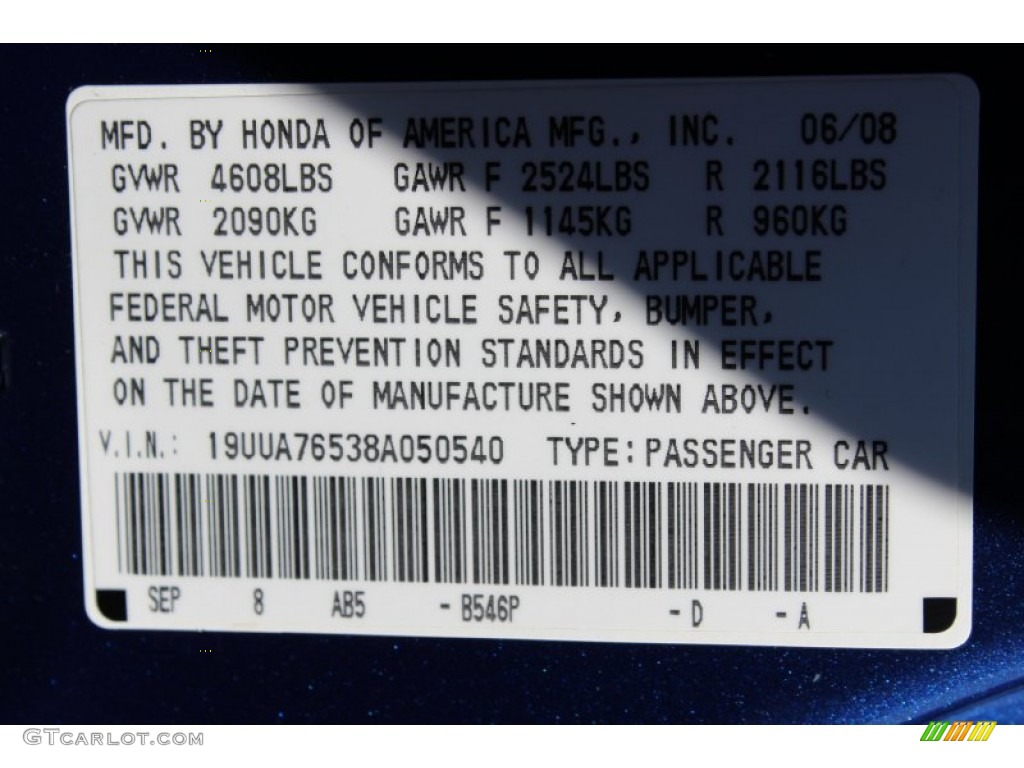 MFD. BY HONDA OF AMERICA MFG., INC. 06/08
GVWR 4608LBS GAWR F 2524LBS R 2116LBS
GVWR 2090KG GAWR F 1145KG R 960KG
THIS VEHICLE CONFORMS TO ALL APPLICABLE
FEDERAL MOTOR VEHICLE SAFETY, BUMPER,
AND THEFT PREVENTION STANDARDS IN EFFECT
ON THE DATE OF MANUFACTURE SHOWN ABOVE.
V.I.N.: 19UUA76538A050540 TYPE: PASSENGER CAR
SEP 8 AB5 - B546P - D - A
GTCarLot.com